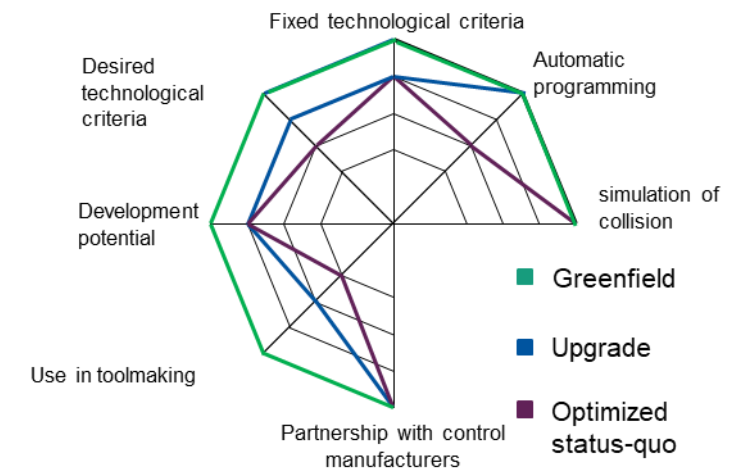 Fixed technological criteria
Automatic
programming
Desired
technological
criteria
simulation of
collision
Development
potential
Greenfield
Upgrade
Use in toolmaking
Optimized
status-quo
Partnership with control
manufacturers